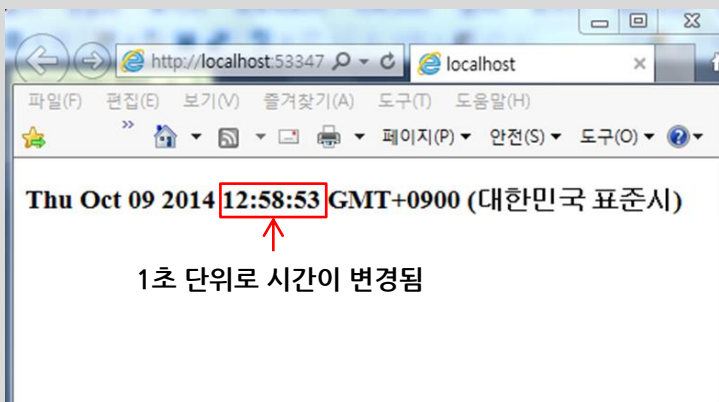 http://localhost:53347
localhost
파일(F) 편집(E) 보기(V) 즐겨찾기(A) 도구(T) 도움말(H)
» 페이지(P) 안전(S) 도구(O)
Thu Oct 09 2014 12:58:53 GMT+0900 (대한민국 표준시)
1초 단위로 시간이 변경됨